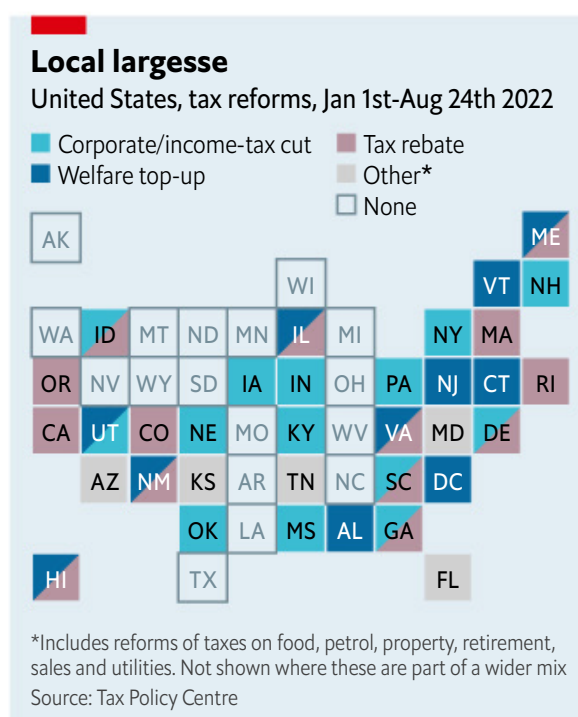 Local largesse
United States, tax reforms, Jan 1st-Aug 24th 2022
Corporate/income-tax cut Tax rebate
Welfare top-up Other*
None
AK ME
WI VT NH
WA ID MT ND MN IL MI NY MA
OR NV WY SD IA IN OH PA NJ CT RI
CA UT CO NE MO KY WV VA MD DE
AZ NM KS AR TN NC SC DC
OK LA MS AL GA
HI TX FL
*Includes reforms of taxes on food, petrol, property, retirement,
sales and utilities. Not shown where these are part of a wider mix
Source: Tax Policy Centre